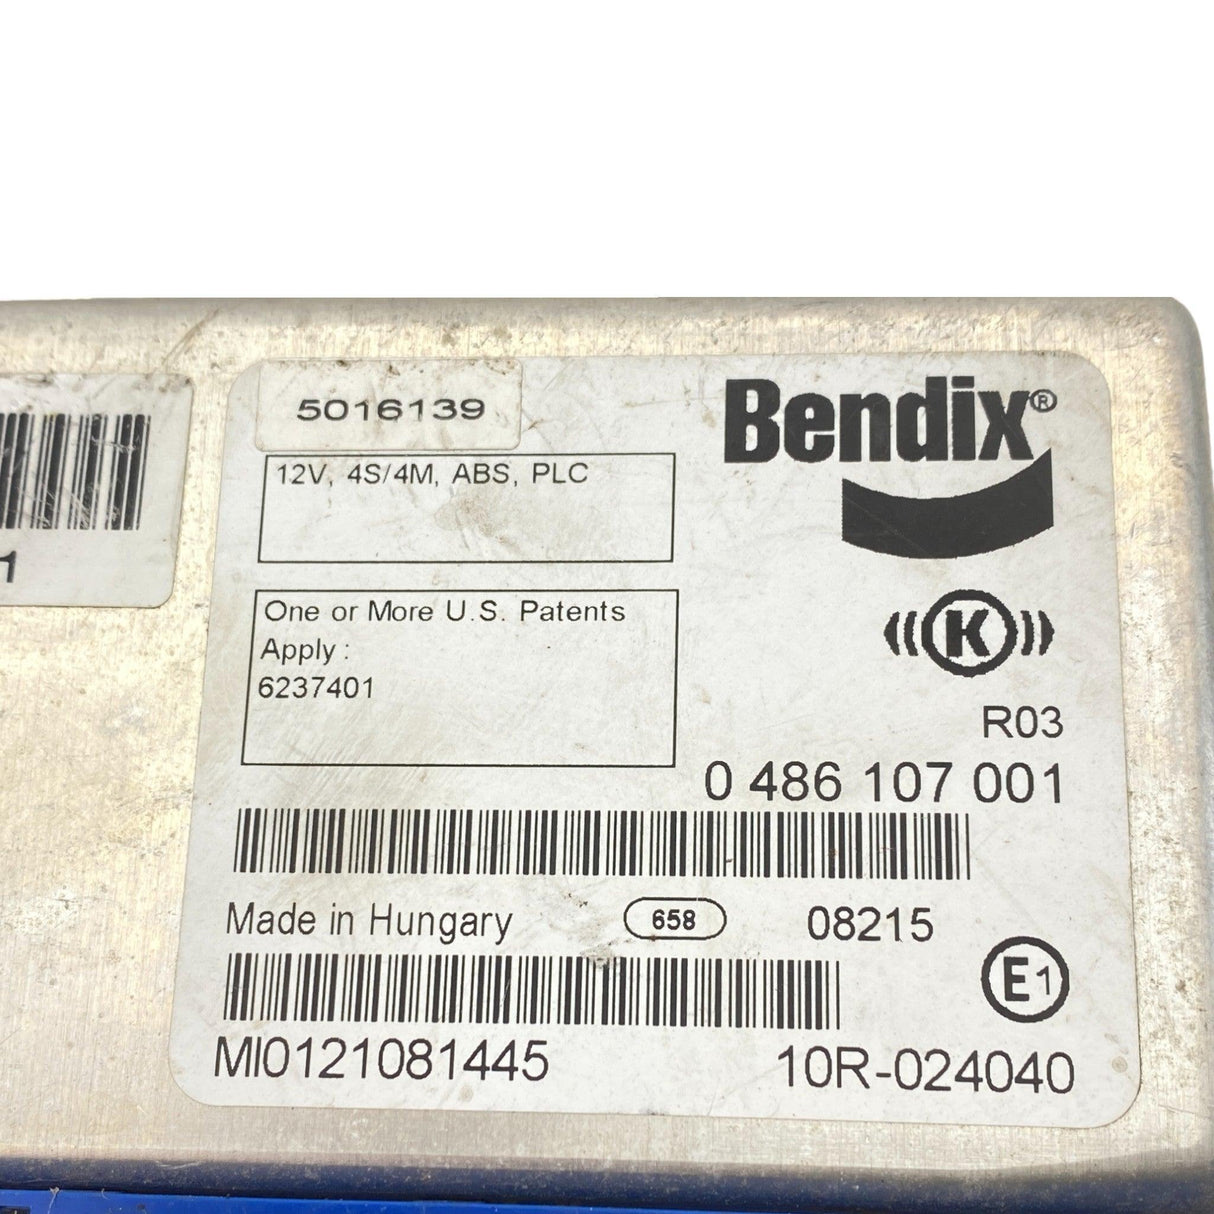 1
5016139
Bendix®
12V, 4S/4M, ABS, PLC
One or More U.S. Patents
Apply :
6237401
K
R03
0 486 107 001
Made in Hungary 658 08215
E1
MI0121081445 10R-024040